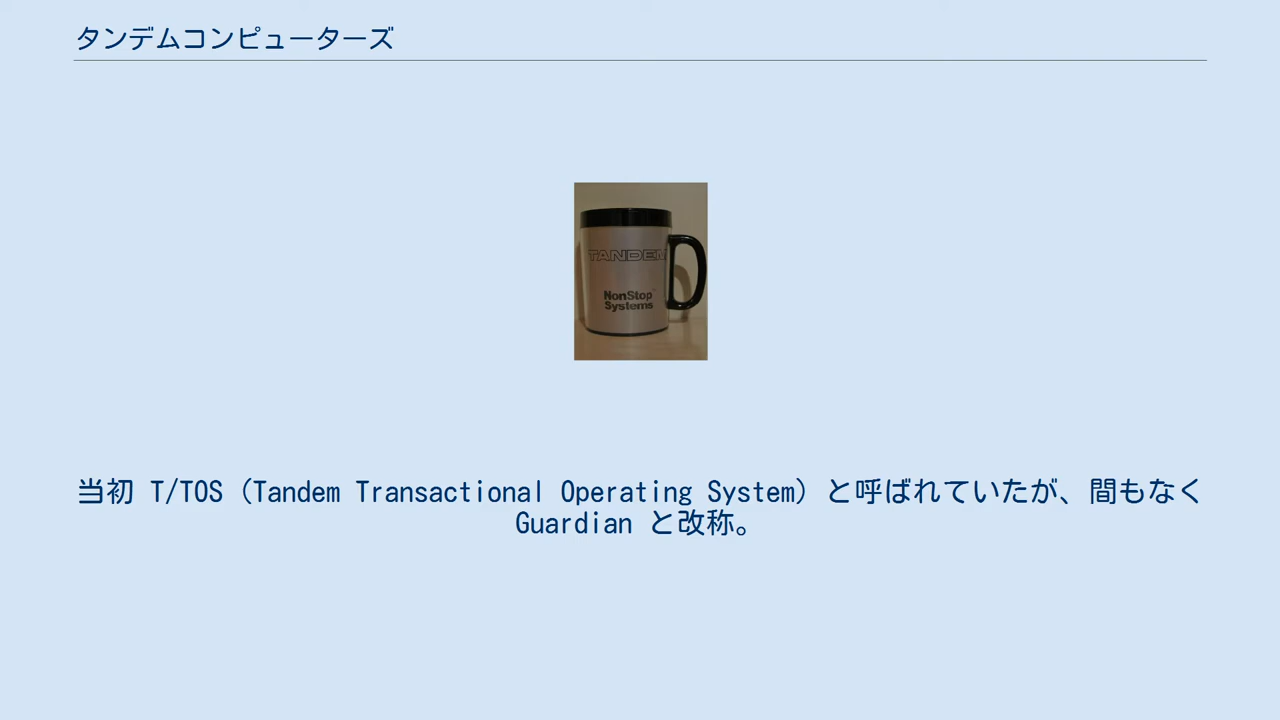 タンデムコンピューターズ
TANDEM
NonStop
Systems
当初 T/TOS（Tandem Transactional Operating System）と呼ばれていたが、間もなく
Guardian と改称。